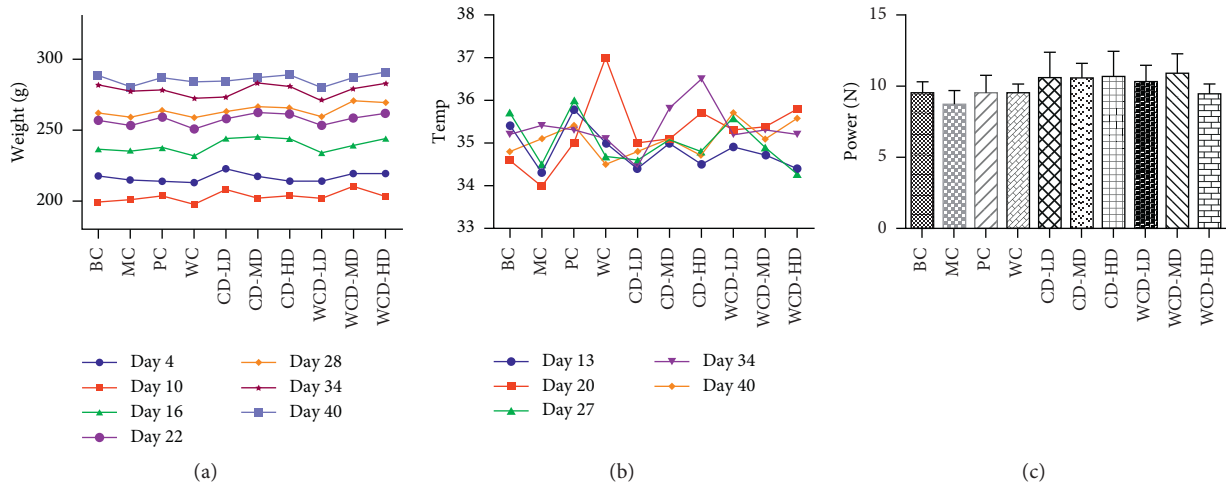 300
250
200
Weight (g)
BC
MC
PC
WC
CD-LD
CD-MD
CD-HD
WCD-LD
WCD-MD
WCD-HD
Day 4
Day 10
Day 16
Day 22
Day 28
Day 34
Day 40
(a)
38
37
36
35
34
33
Temp
BC
MC
PC
WC
CD-LD
CD-MD
CD-HD
WCD-LD
WCD-MD
WCD-HD
Day 13
Day 20
Day 27
Day 34
Day 40
(b)
15
10
5
0
Power (N)
BC
MC
PC
WC
CD-LD
CD-MD
CD-HD
WCD-LD
WCD-MD
WCD-HD
(c)